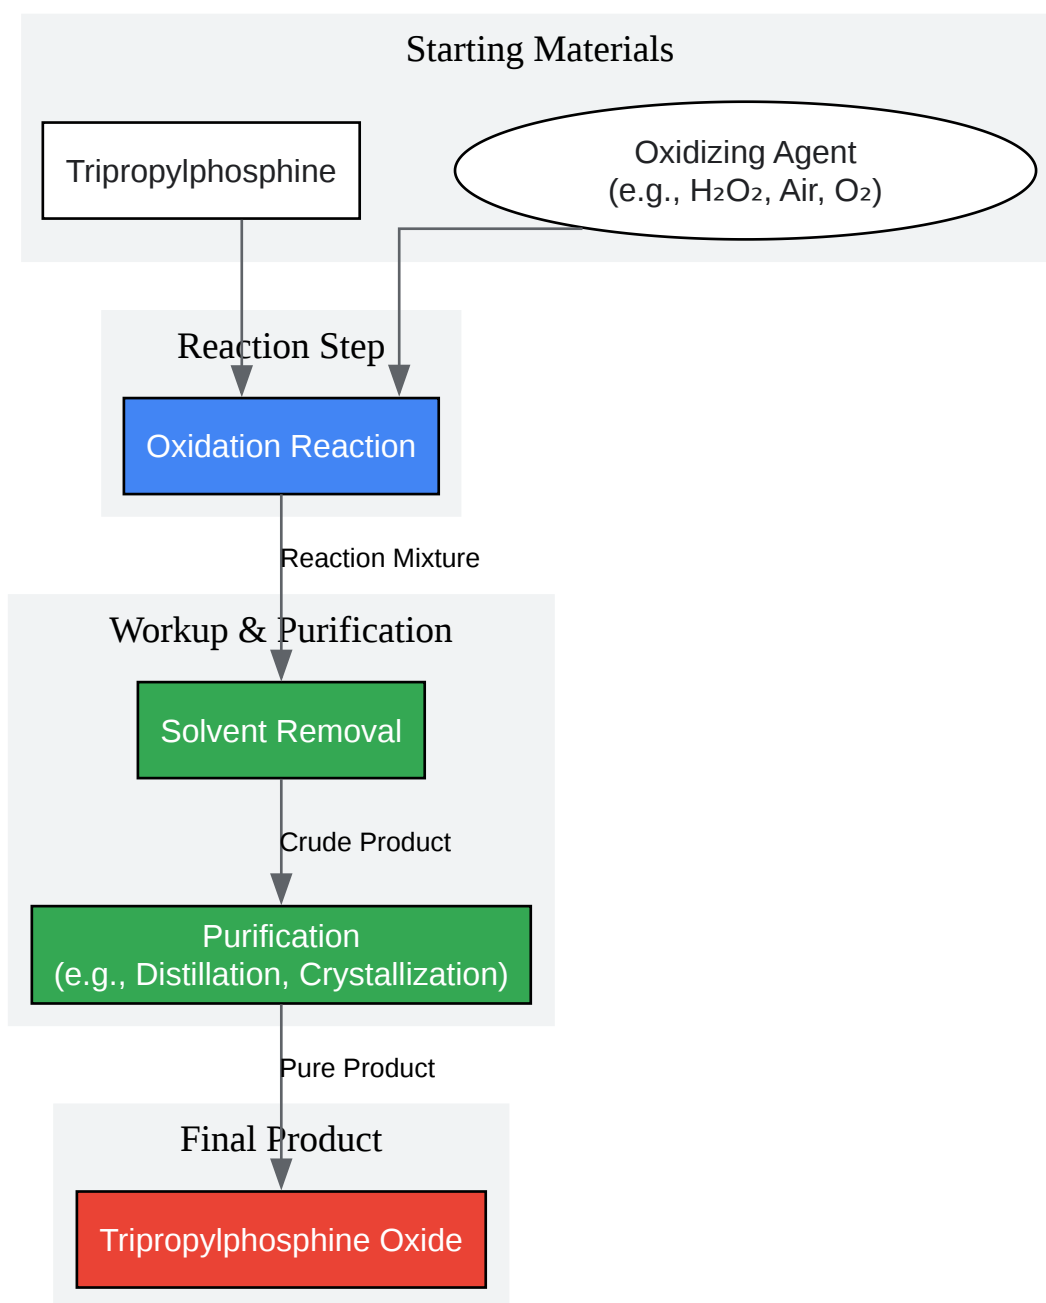 Starting Materials
Tripropylphosphine
Oxidizing Agent
(e.g., H₂O₂, Air, O₂)
Reaction Step
Oxidation Reaction
Reaction Mixture
Workup & Purification
Solvent Removal
Crude Product
Purification
(e.g., Distillation, Crystallization)
Pure Product
Final Product
Tripropylphosphine Oxide